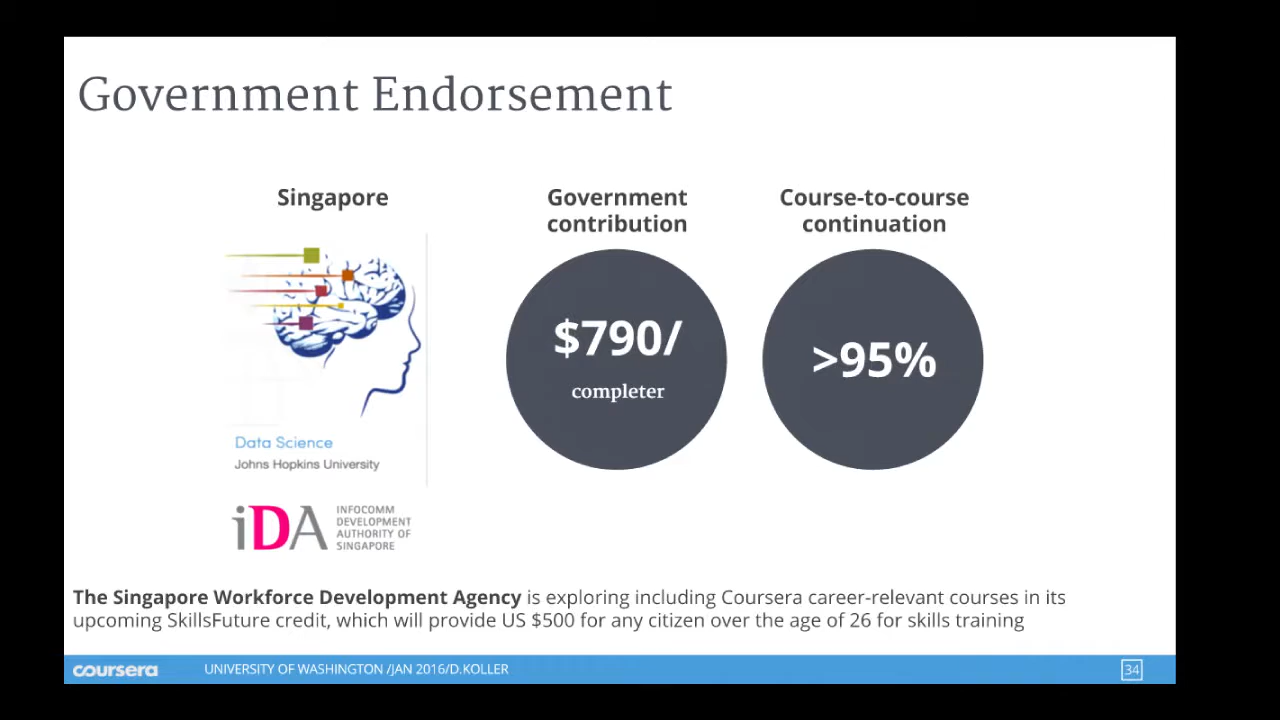 Government Endorsement
Singapore
Government
contribution
Course-to-course
continuation
$790/
completer
>95%
Data Science
Johns Hopkins University
iDA
INFOCOMM
DEVELOPMENT
AUTHORITY OF
SINGAPORE
The Singapore Workforce Development Agency is exploring including Coursera career-relevant courses in its
upcoming SkillsFuture credit, which will provide US $500 for any citizen over the age of 26 for skills training
coursera
UNIVERSITY OF WASHINGTON /JAN 2016/D.KOLLER
34